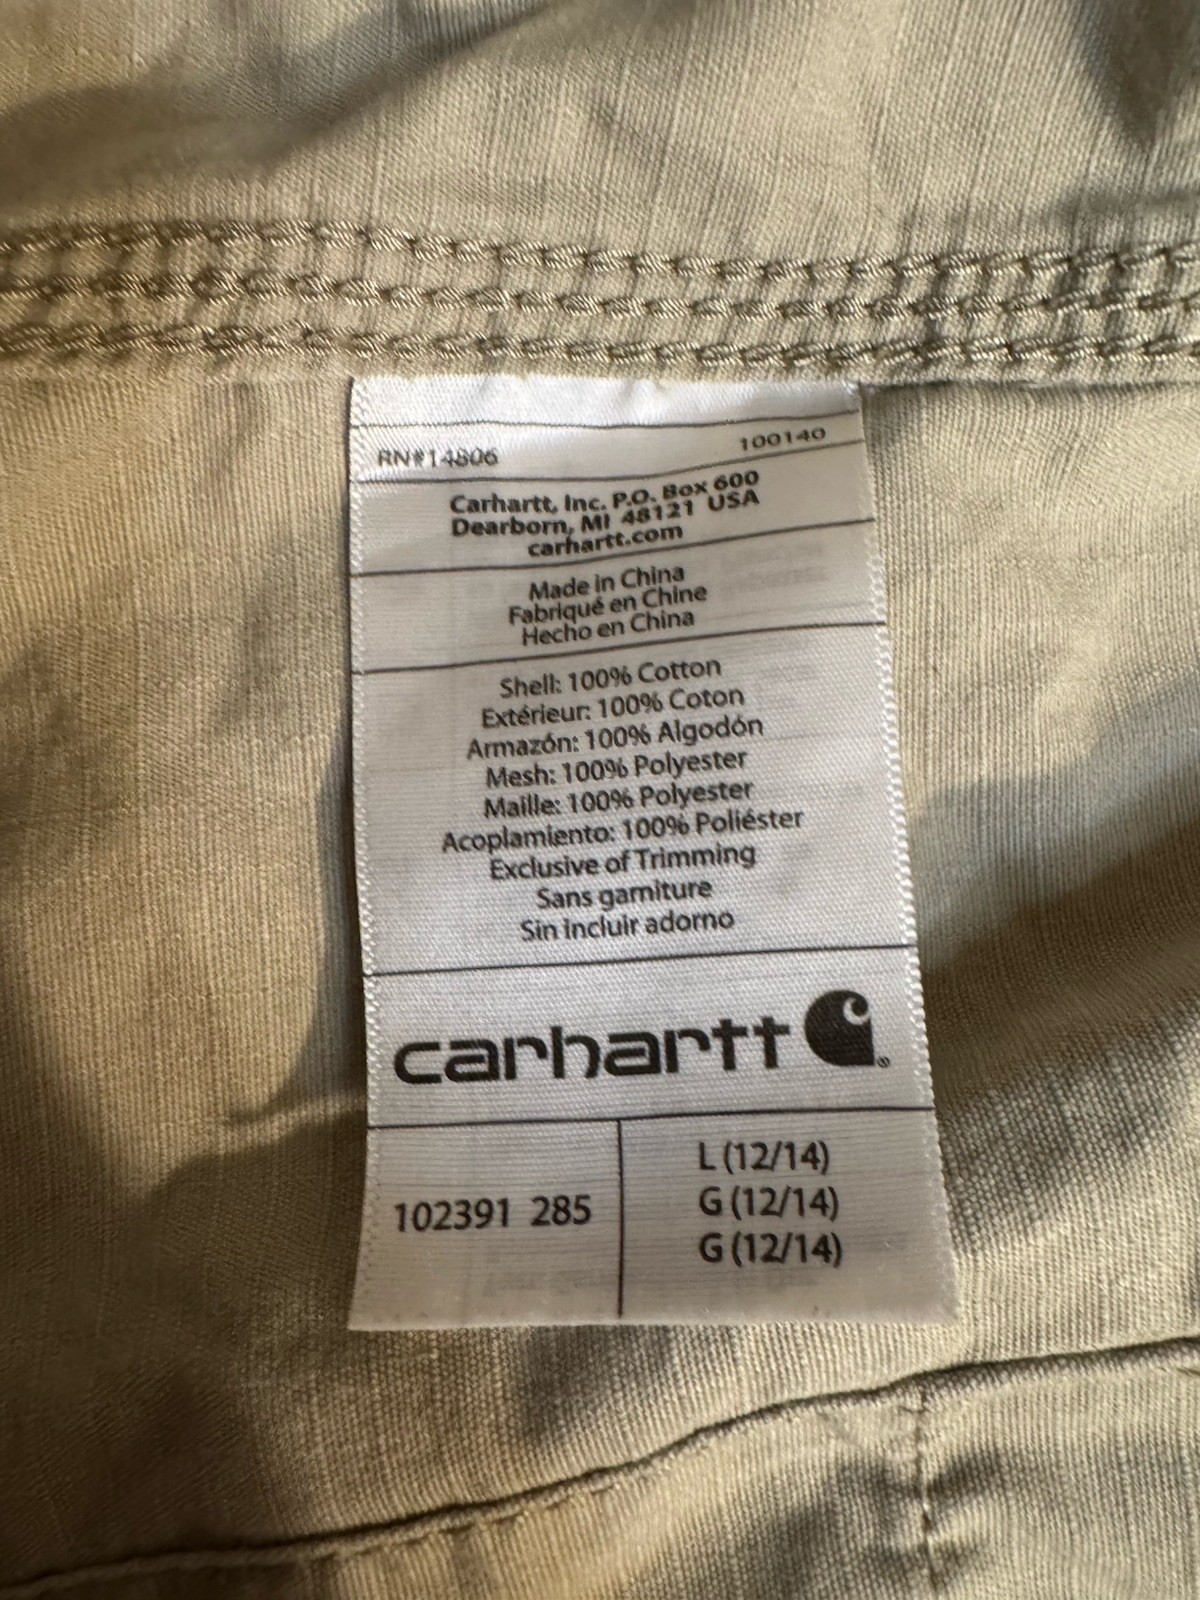 RN#14806 100140
Carhartt, Inc. P.O. Box 600
Dearborn, MI 48121 USA
carhartt.com
Made in China
Fabriqué en Chine
Hecho en China
Shell: 100% Cotton
Extérieur: 100% Coton
Armazón: 100% Algodón
Mesh: 100% Polyester
Maille: 100% Polyester
Acoplamiento: 100% Poliéster
Exclusive of Trimming
Sans garniture
Sin incluir adorno
carhartt ®
102391 285
L (12/14)
G (12/14)
G (12/14)